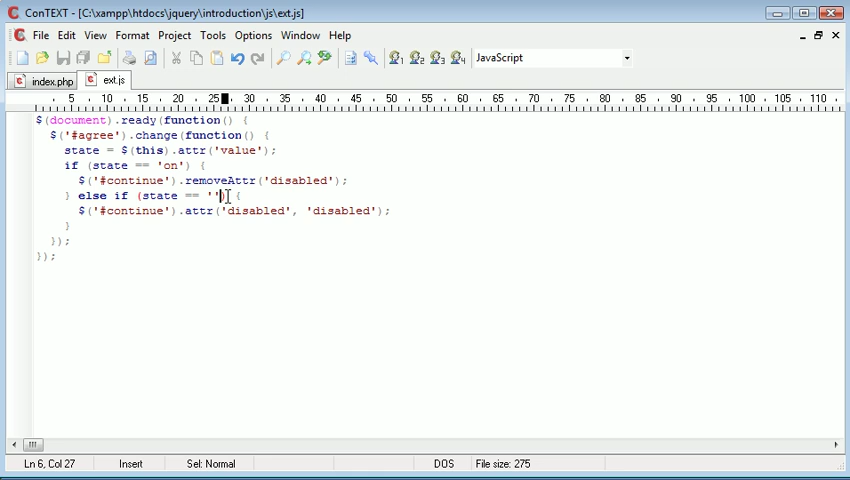 ConTEXT - [C:\xampp\htdocs\jquery\introduction\js\ext.js]
File Edit View Format Project Tools Options Window Help
JavaScript
index.php ext.js
5 10 15 20 25 30 35 40 45 50 55 60 65 70 75 80 85 90 95 100 105 110
$(document).ready(function() {
$('#agree').change(function() {
state = $(this).attr('value');
if (state == 'on') {
$('#continue').removeAttr('disabled');
} else if (state == '') {
$('#continue').attr('disabled', 'disabled');
}
});
});
Ln 6, Col 27 Insert Sel: Normal DOS File size: 275